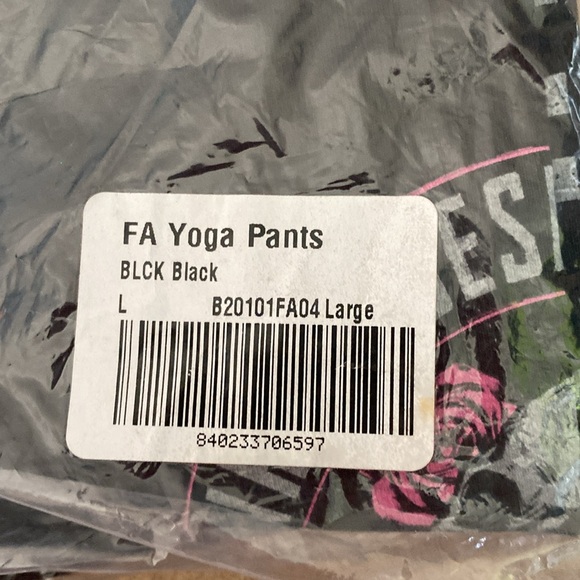 FA Yoga Pants
BLCK Black
L B20101FA04 Large
840233706597